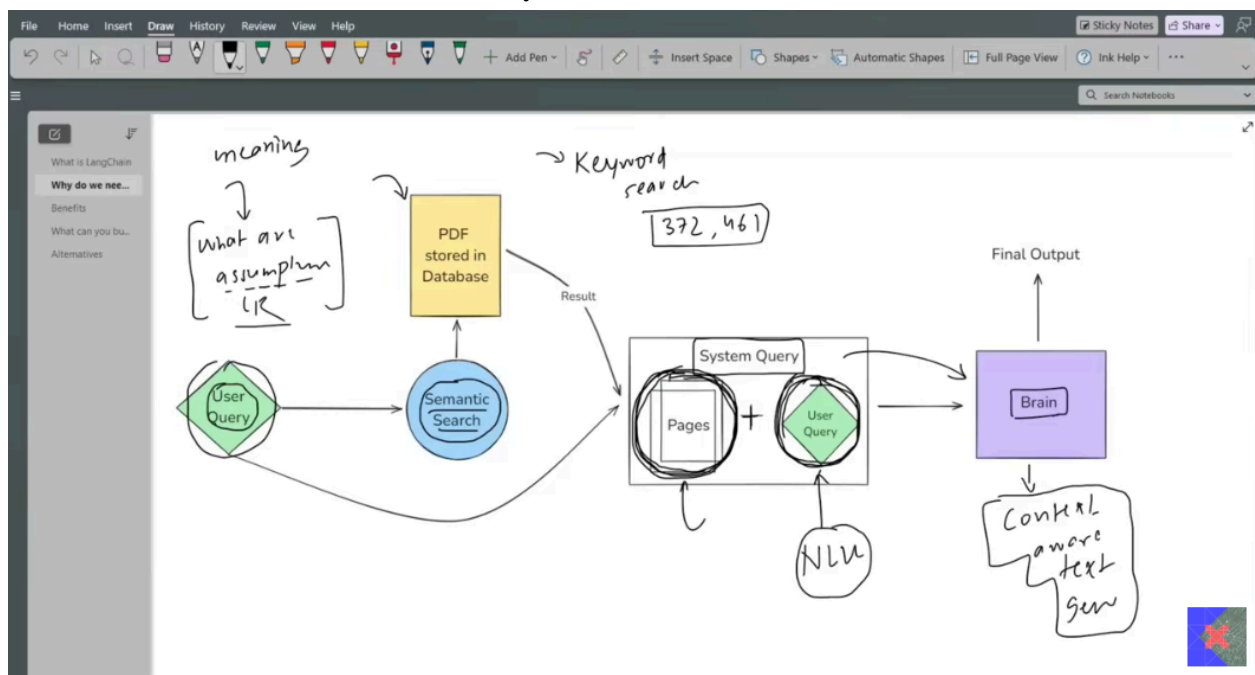 File Home Insert Draw History Review View Help
Sticky Notes Share
Add Pen Insert Space Shapes Automatic Shapes Full Page View Ink Help
Search Notebooks
What is LangChain
Why do we nee...
Benefits
What can you bu...
Alternatives
meaning
What are
assumption
LR
Keyword
search
372, 461
PDF
stored in
Database
Result
User
Query
Semantic
Search
System Query
Pages
+
User
Query
NLU
Final Output
Brain
Context
aware
text
gen